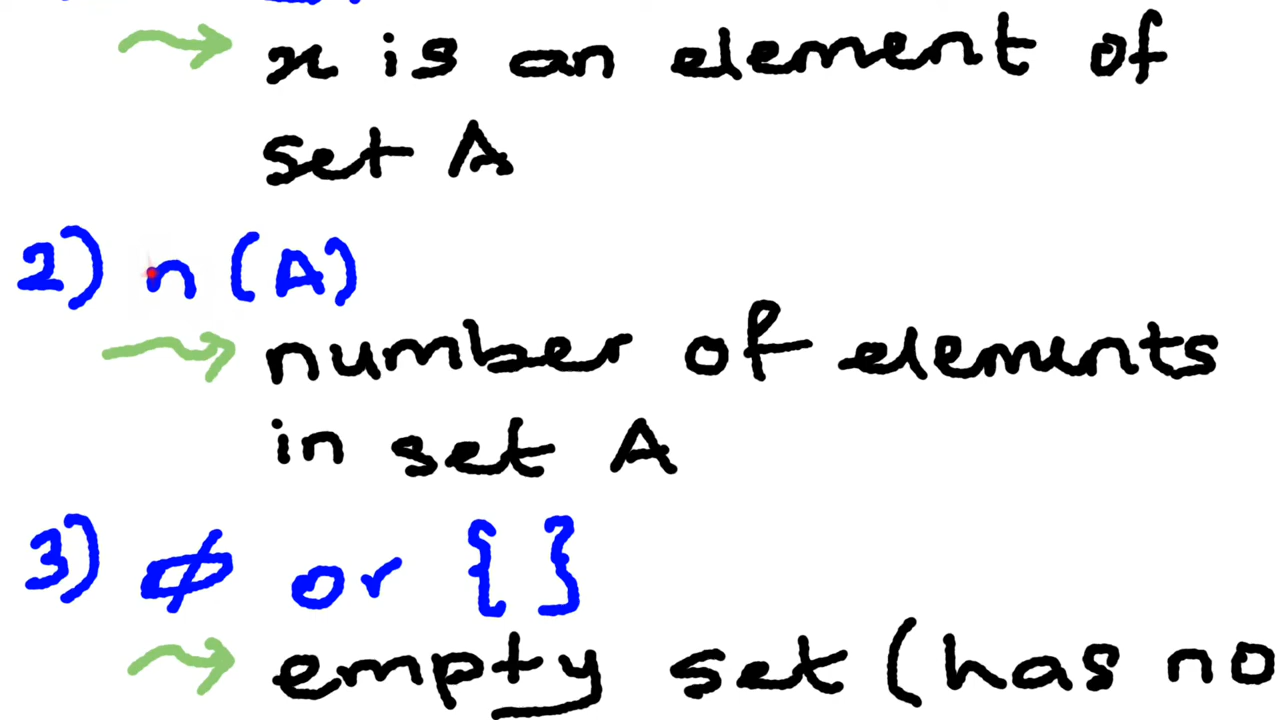 x is an element of
set A
2) n (A)
number of elements
in set A
3) ϕ or { }
empty set (has no